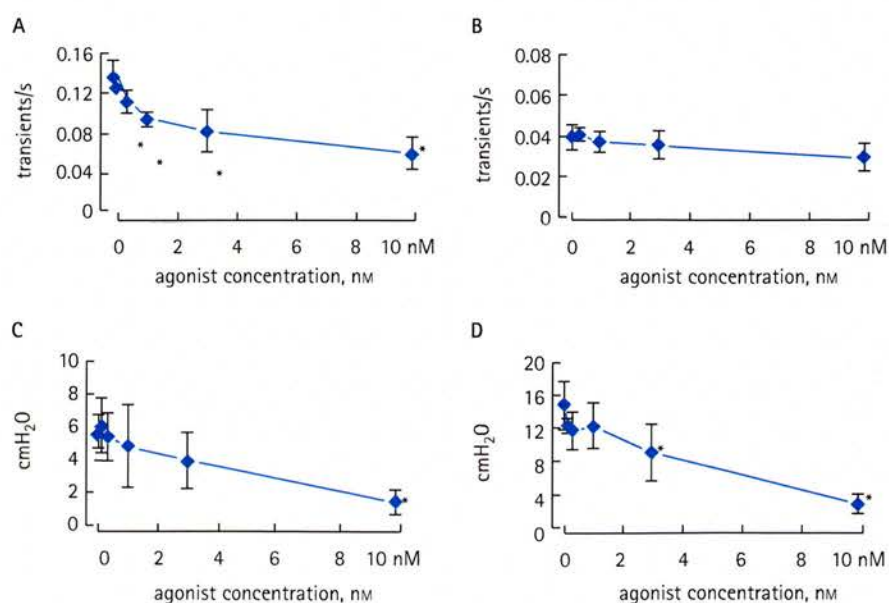 A
0.16
0.12
0.08
0.04
0
transients/s
*
*
*
*
0 2 4 6 8 10 nM
agonist concentration, nM
B
0.08
0.06
0.04
0.02
0
transients/s
0 2 4 6 8 10 nM
agonist concentration, nM
C
10
8
6
4
2
0
cmH₂O
*
0 2 4 6 8 10 nM
agonist concentration, nM
D
20
16
12
8
4
0
cmH₂O
*
*
0 2 4 6 8 10 nM
agonist concentration, nM